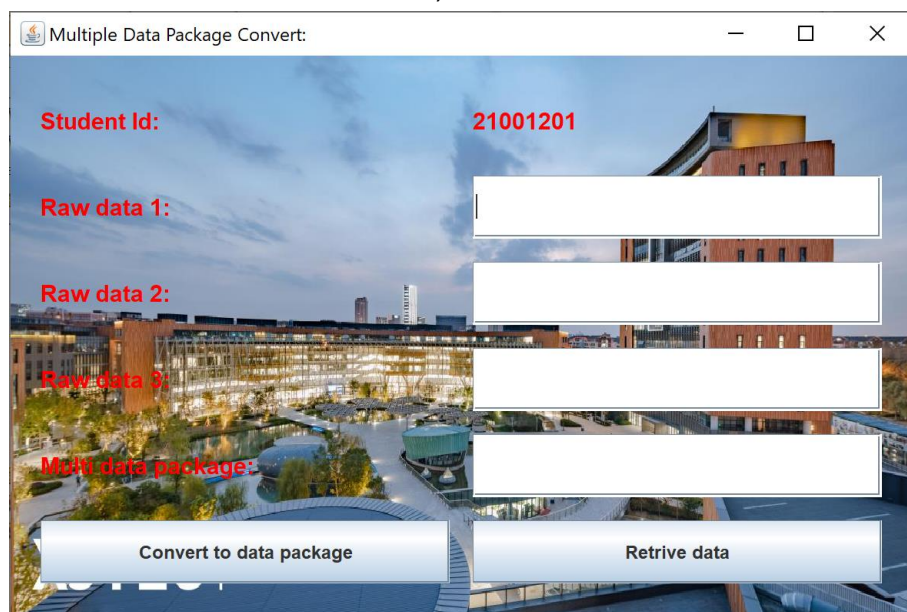 Multiple Data Package Convert:
Student Id: 21001201
Raw data 1:
Raw data 2:
Raw data 3:
Multi data package:
Convert to data package
Retrive data